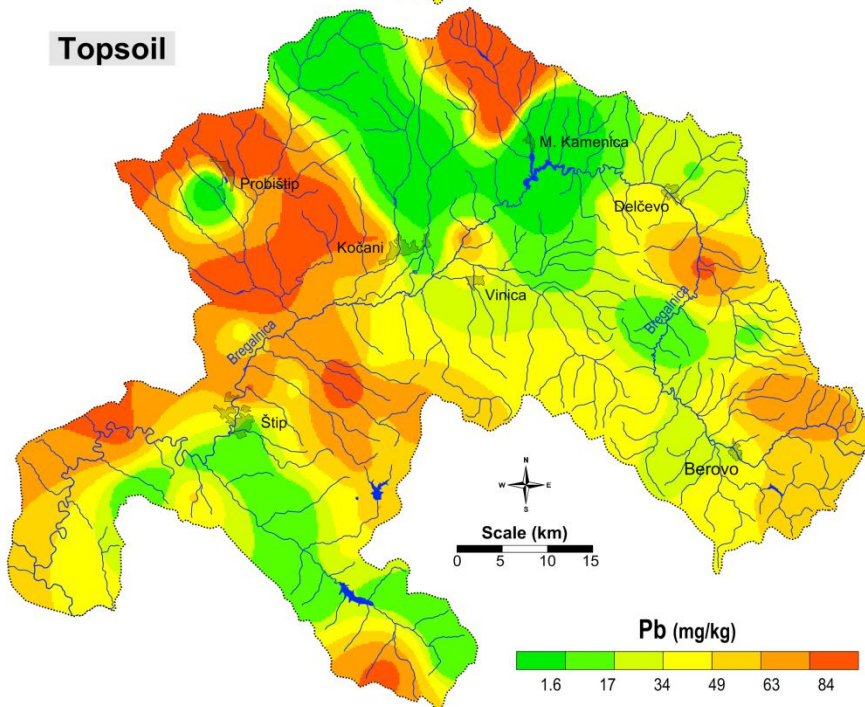 Topsoil
M. Kamenica
Probištip
Delčevo
Kočani
Vinica
Bregalnica
Bregalnica
Štip
Berovo
N
W E
S
Scale (km)
0 5 10 15
Pb (mg/kg)
1.6 17 34 49 63 84